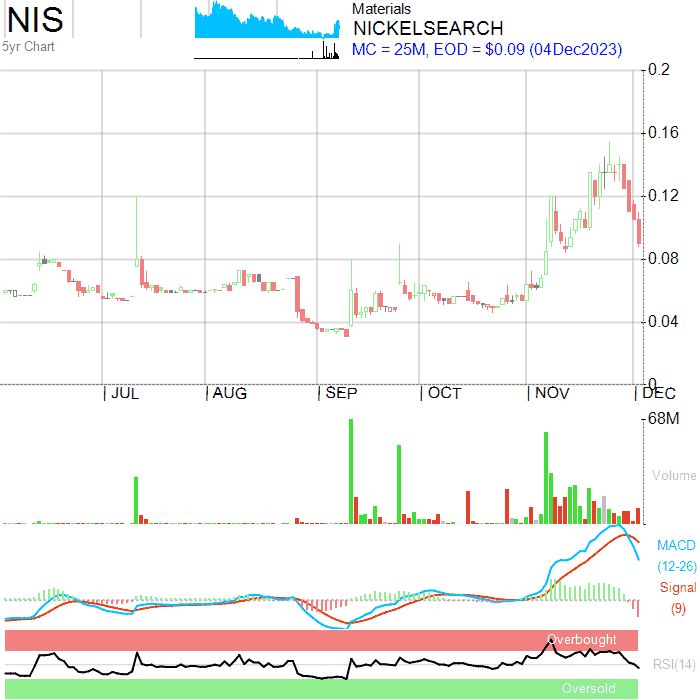 NIS
5yr Chart
Materials
NICKELSEARCH
MC = 25M, EOD = $0.09 (04Dec2023)
0.2
0.16
0.12
0.08
0.04
0
JUL
AUG
SEP
OCT
NOV
DEC
68M
Volume
MACD
(12-26)
Signal
(9)
Overbought
RSI(14)
Oversold